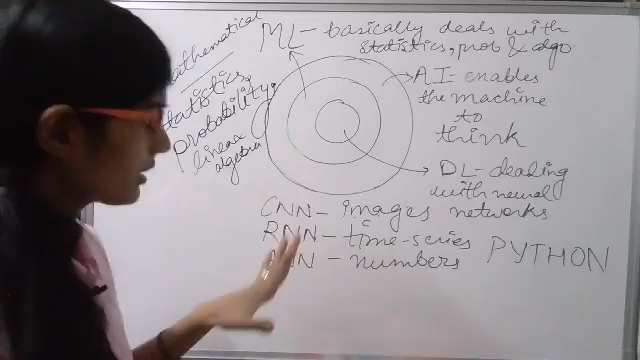 mathematical
statistics,
probability,
linear
algebra
ML - basically deals with
statistics, prob & algo
AI - enables
the machine
to
think
DL - dealing
with neural
networks
CNN - images
RNN - time-series
NN - numbers
PYTHON